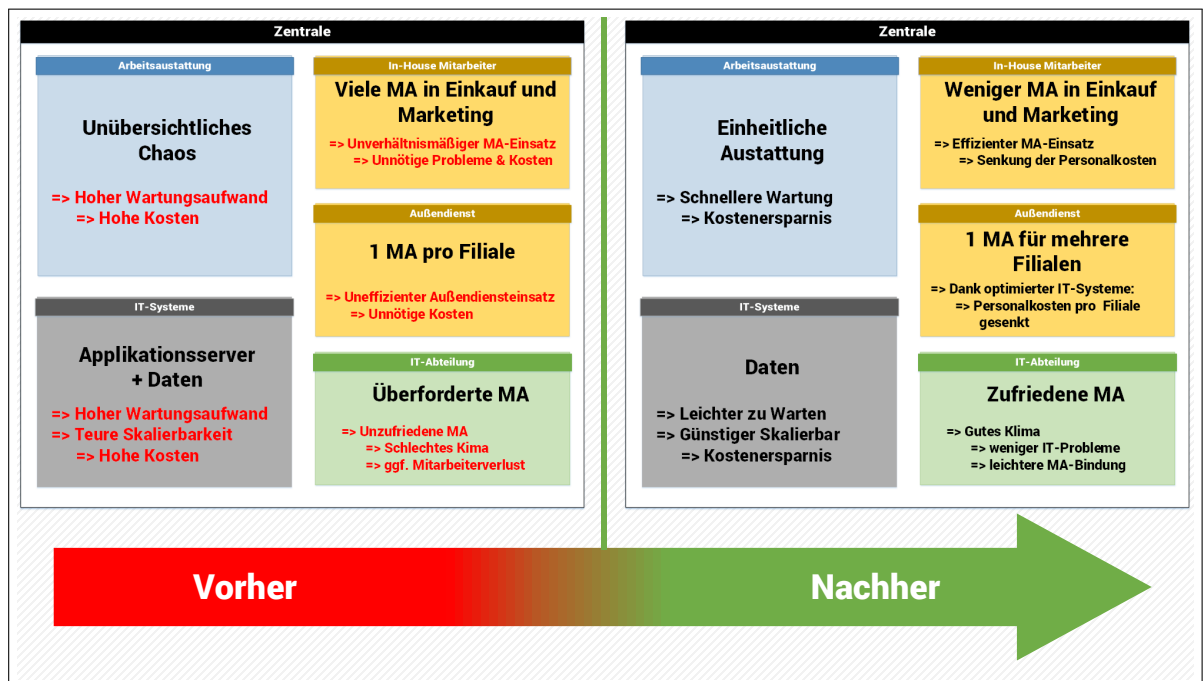 Zentrale
Arbeitsaustattung
Unübersichtliches
Chaos
=> Hoher Wartungsaufwand
=> Hohe Kosten
IT-Systeme
Applikationsserver
+ Daten
=> Hoher Wartungsaufwand
=> Teure Skalierbarkeit
=> Hohe Kosten
In-House Mitarbeiter
Viele MA in Einkauf und
Marketing
=> Unverhältnismäßiger MA-Einsatz
=> Unnötige Probleme & Kosten
Außendienst
1 MA pro Filiale
=> Uneffizienter Außendiensteinsatz
=> Unnötige Kosten
IT-Abteilung
Überforderte MA
=> Unzufriedene MA
=> Schlechtes Kima
=> ggf. Mitarbeiterverlust
Zentrale
Arbeitsaustattung
Einheitliche
Austattung
=> Schnellere Wartung
=> Kostenersparnis
IT-Systeme
Daten
=> Leichter zu Warten
=> Günstiger Skalierbar
=> Kostenersparnis
In-House Mitarbeiter
Weniger MA in Einkauf
und Marketing
=> Effizienter MA-Einsatz
=> Senkung der Personalkosten
Außendienst
1 MA für mehrere
Filialen
=> Dank optimierter IT-Systeme:
=> Personalkosten pro Filiale
gesenkt
IT-Abteilung
Zufriedene MA
=> Gutes Klima
=> weniger IT-Probleme
=> leichtere MA-Bindung
Vorher
Nachher